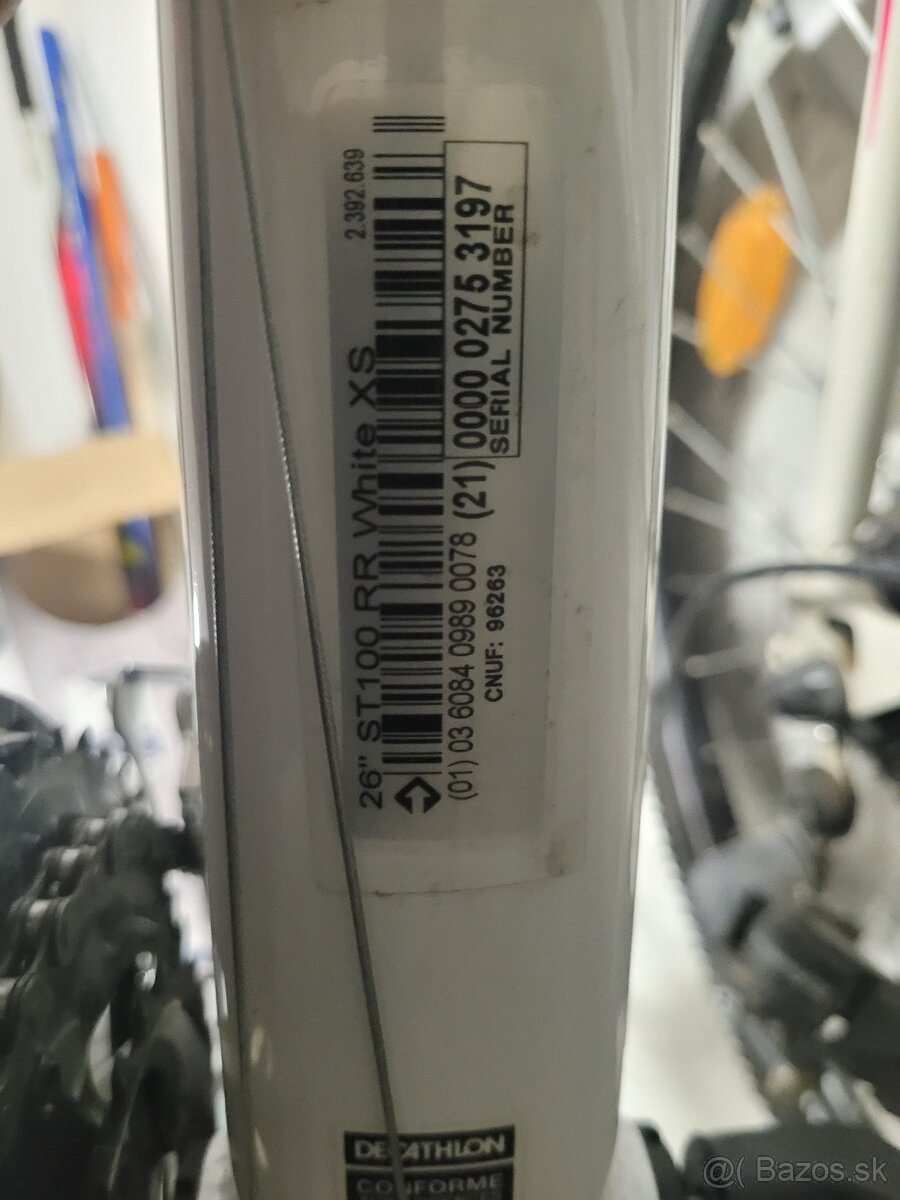 2.392.639
26" ST100 RR White XS
(01) 03 6084 0989 0078 (21) 0000 0275 3197
SERIAL NUMBER
CNUF: 96263
DECATHLON
CONFORME
@( Bazos.sk